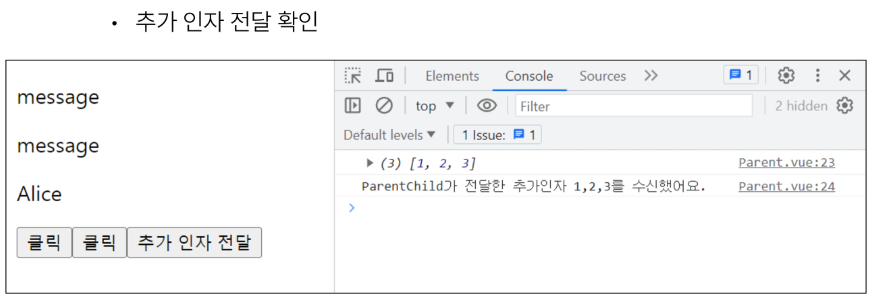 • 추가 인자 전달 확인
message
message
Alice
클릭 클릭 추가 인자 전달
Elements Console Sources >> 1
top ▼ Filter 2 hidden
Default levels ▼ 1 Issue: 1
▶ (3) [1, 2, 3] Parent.vue:23
ParentChild가 전달한 추가인자 1,2,3를 수신했어요. Parent.vue:24
>